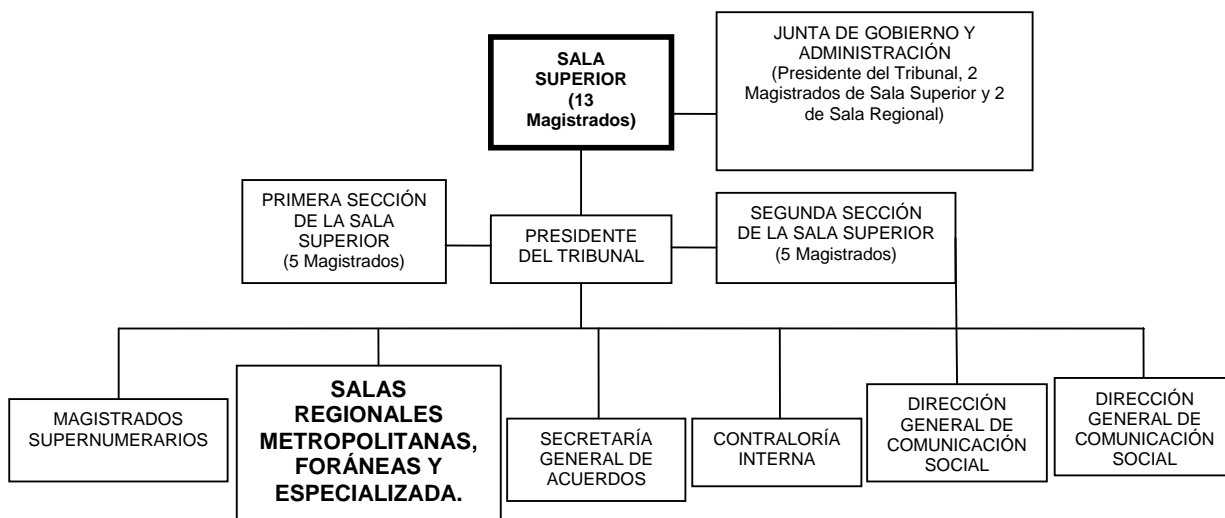 SALA
SUPERIOR
(13
Magistrados)
JUNTA DE GOBIERNO Y
ADMINISTRACIÓN
(Presidente del Tribunal, 2
Magistrados de Sala Superior y 2
de Sala Regional)
PRIMERA SECCIÓN
DE LA SALA
SUPERIOR
(5 Magistrados)
PRESIDENTE
DEL TRIBUNAL
SEGUNDA SECCIÓN
DE LA SALA SUPERIOR
(5 Magistrados)
MAGISTRADOS
SUPERNUMERARIOS
SALAS
REGIONALES
METROPOLITANAS,
FORÁNEAS Y
ESPECIALIZADA.
SECRETARÍA
GENERAL DE
ACUERDOS
CONTRALORÍA
INTERNA
DIRECCIÓN
GENERAL DE
COMUNICACIÓN
SOCIAL
DIRECCIÓN
GENERAL DE
COMUNICACIÓN
SOCIAL